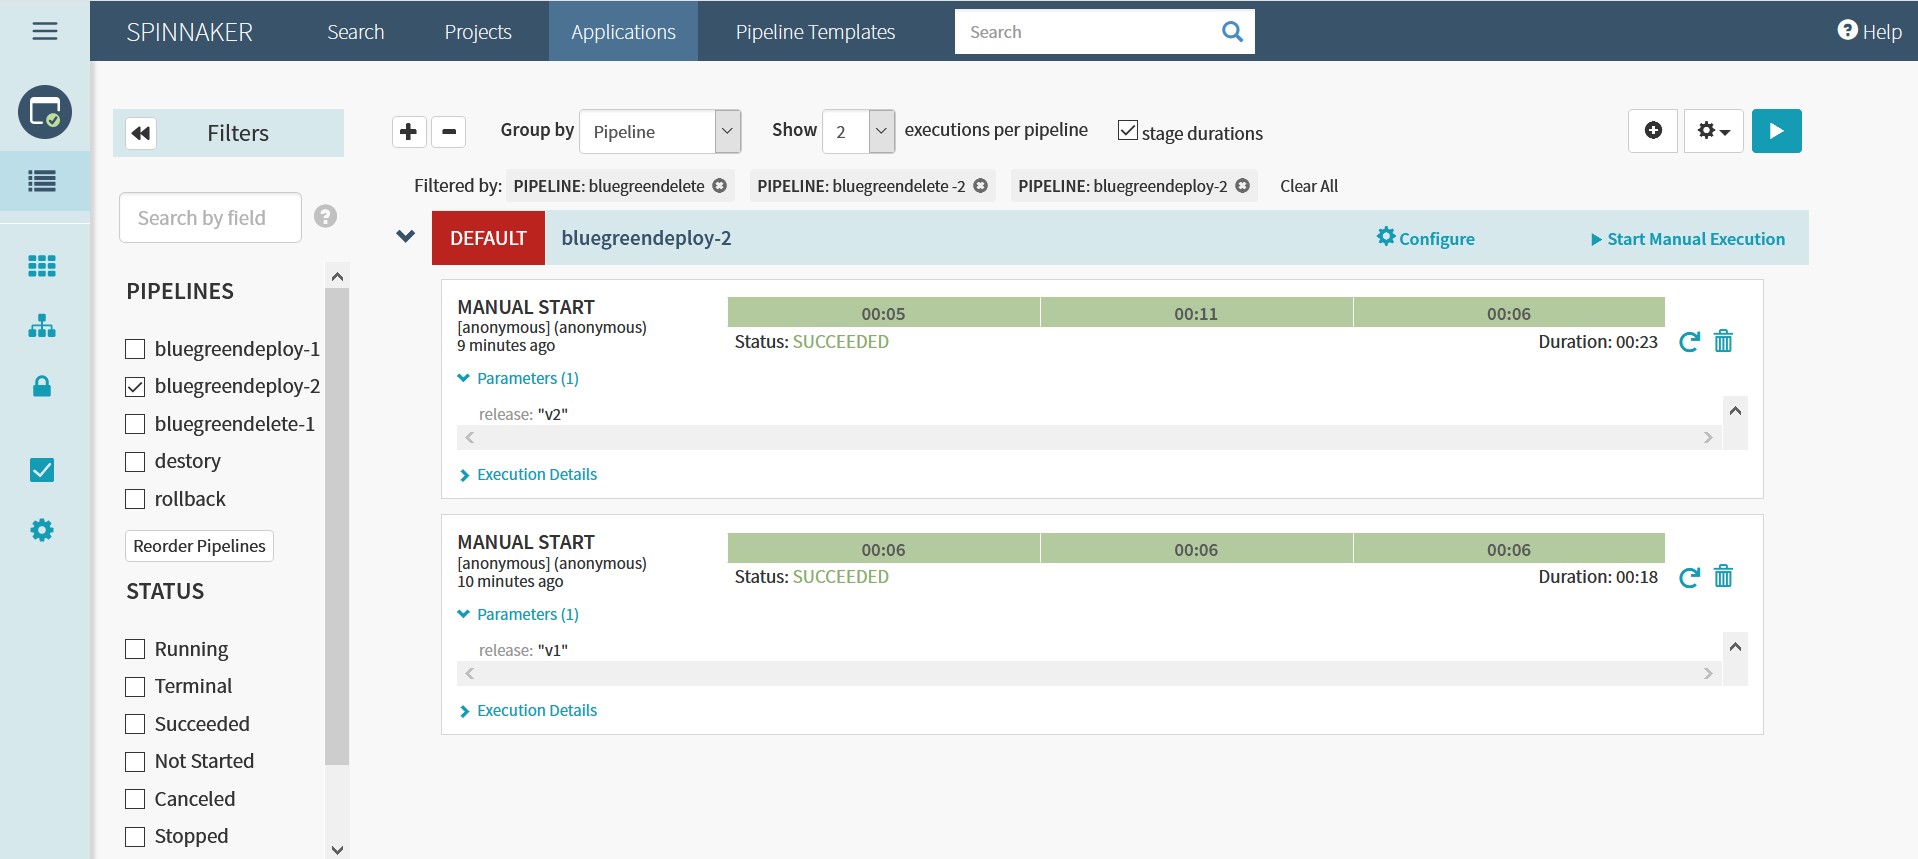 SPINNAKER Search Projects Applications Pipeline Templates Search Help
Filters
Group by Pipeline Show 2 executions per pipeline stage durations
Filtered by: PIPELINE: bluegreendelete PIPELINE: bluegreendelete -2 PIPELINE: bluegreendeploy-2 Clear All
Search by field
DEFAULT bluegreendeploy-2 Configure Start Manual Execution
PIPELINES
bluegreendeploy-1
bluegreendeploy-2
bluegreendelete-1
destory
rollback
Reorder Pipelines
STATUS
Running
Terminal
Succeeded
Not Started
Canceled
Stopped
MANUAL START
[anonymous] (anonymous)
9 minutes ago
00:05 00:11 00:06
Status: SUCCEEDED Duration: 00:23
Parameters (1)
release: "v2"
Execution Details
MANUAL START
[anonymous] (anonymous)
10 minutes ago
00:06 00:06 00:06
Status: SUCCEEDED Duration: 00:18
Parameters (1)
release: "v1"
Execution Details